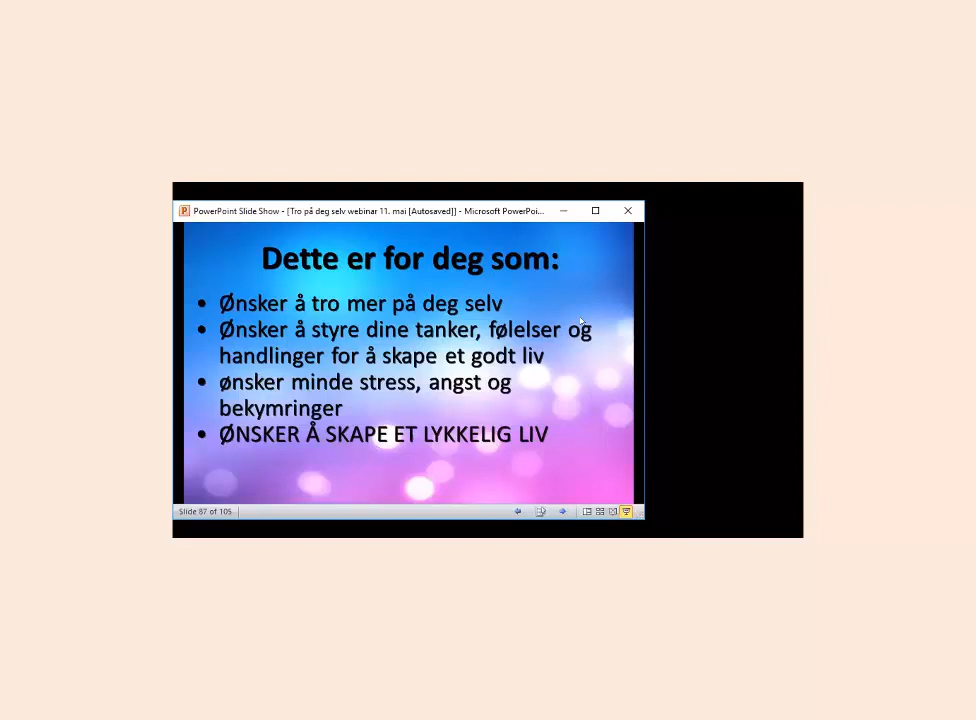 PowerPoint Slide Show - [Tro på deg selv webinar 11. mai [Autosaved]] - Microsoft PowerPoi...
Dette er for deg som:
• Ønsker å tro mer på deg selv
• Ønsker å styre dine tanker, følelser og
handlinger for å skape et godt liv
• ønsker minde stress, angst og
bekymringer
• ØNSKER Å SKAPE ET LYKKELIG LIV
Slide 87 of 105